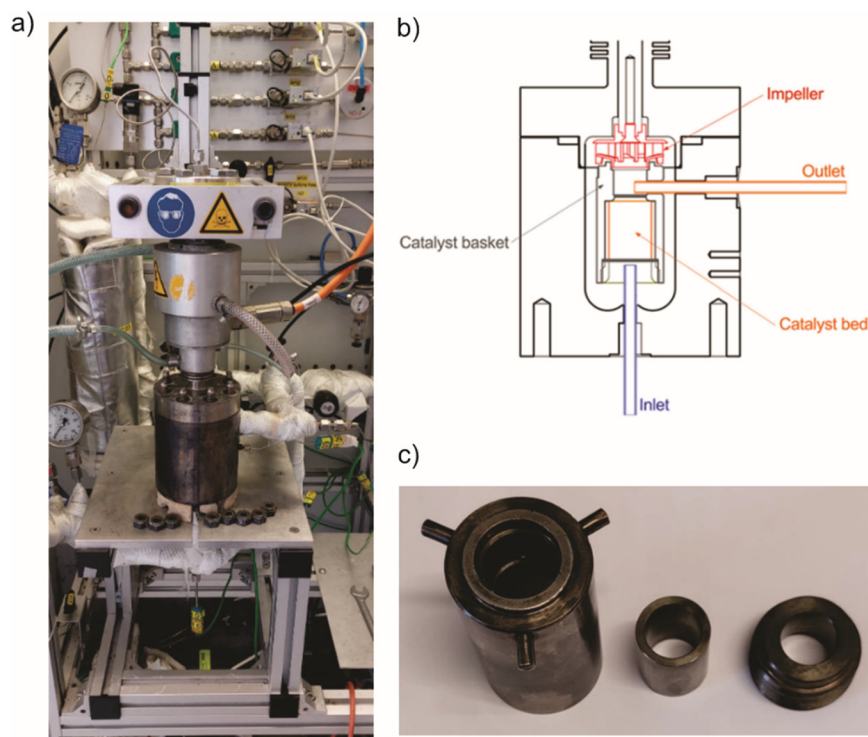 a)
b)
Impeller
Outlet
Catalyst basket
Catalyst bed
Inlet
c)